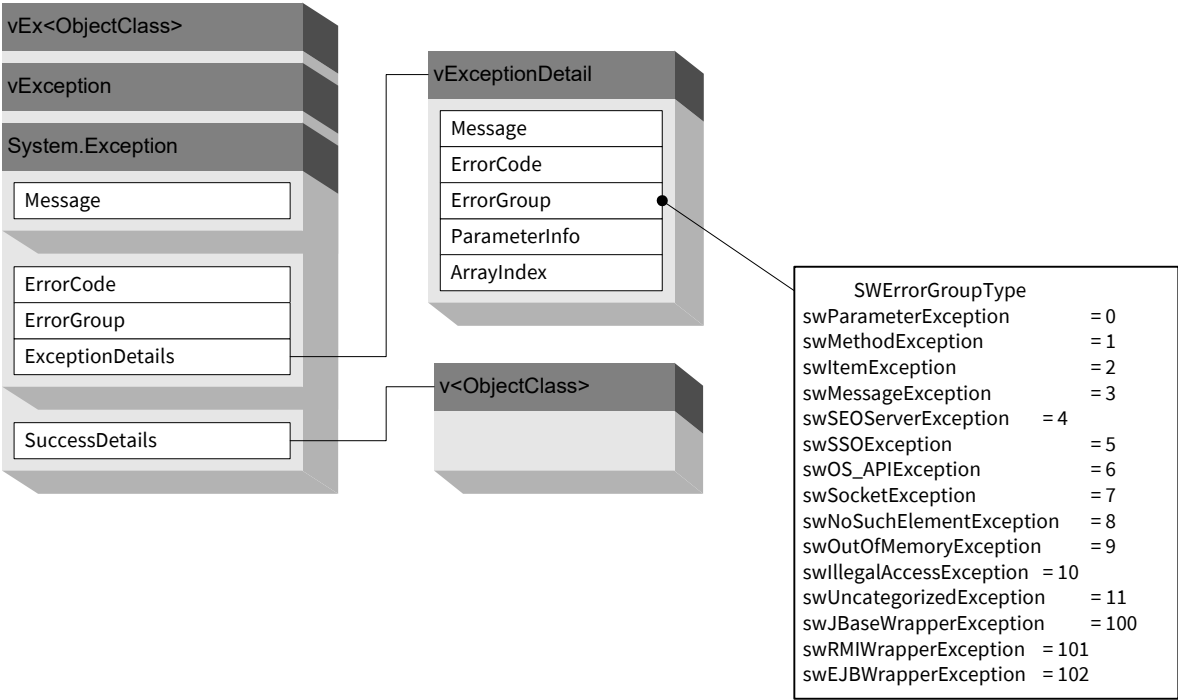 vEx<ObjectClass>
vException
System.Exception
Message
ErrorCode
ErrorGroup
ExceptionDetails
SuccessDetails
vExceptionDetail
Message
ErrorCode
ErrorGroup
ParameterInfo
ArrayIndex
v<ObjectClass>
SWErrorGroupType
swParameterException = 0
swMethodException = 1
swItemException = 2
swMessageException = 3
swSEOServerException = 4
swSSOException = 5
swOS_APIException = 6
swSocketException = 7
swNoSuchElementException = 8
swOutOfMemoryException = 9
swIllegalAccessException = 10
swUncategorizedException = 11
swJBaseWrapperException = 100
swRMIWrapperException = 101
swEJBWrapperException = 102